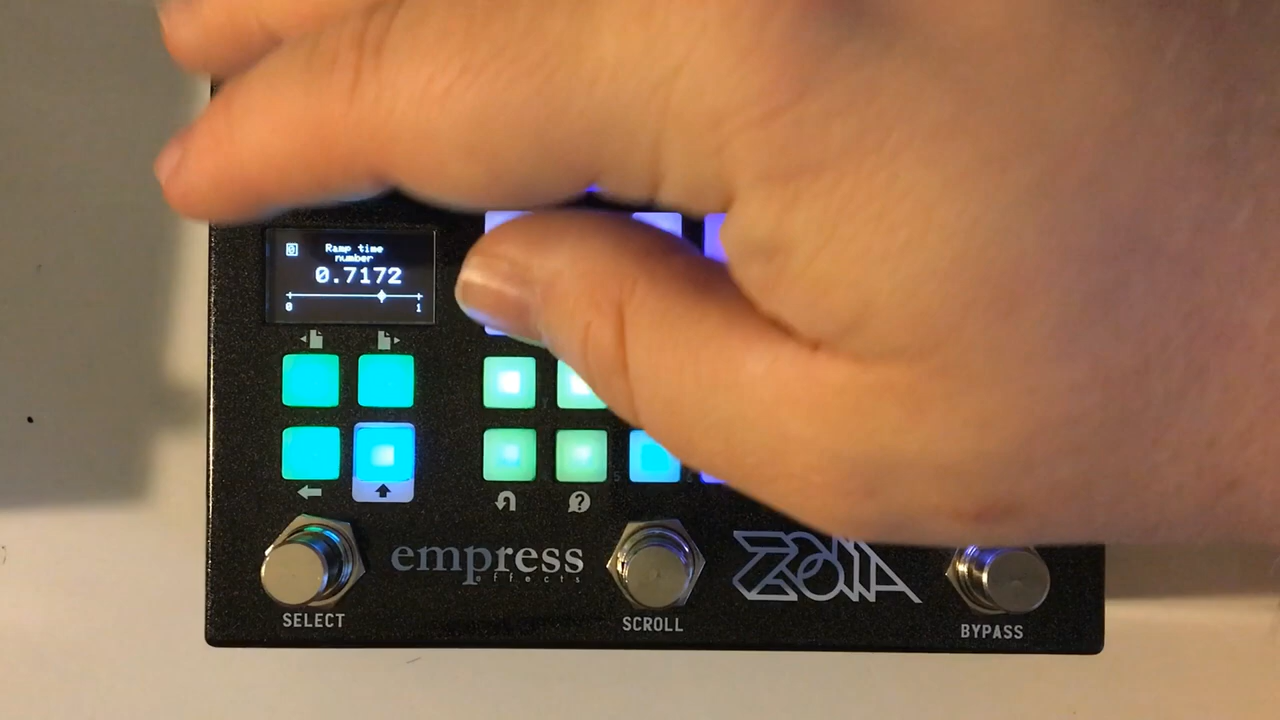 Ramp time
number
0.7172
0 1
?
empress
effects
ZOIA
SELECT
SCROLL
BYPASS